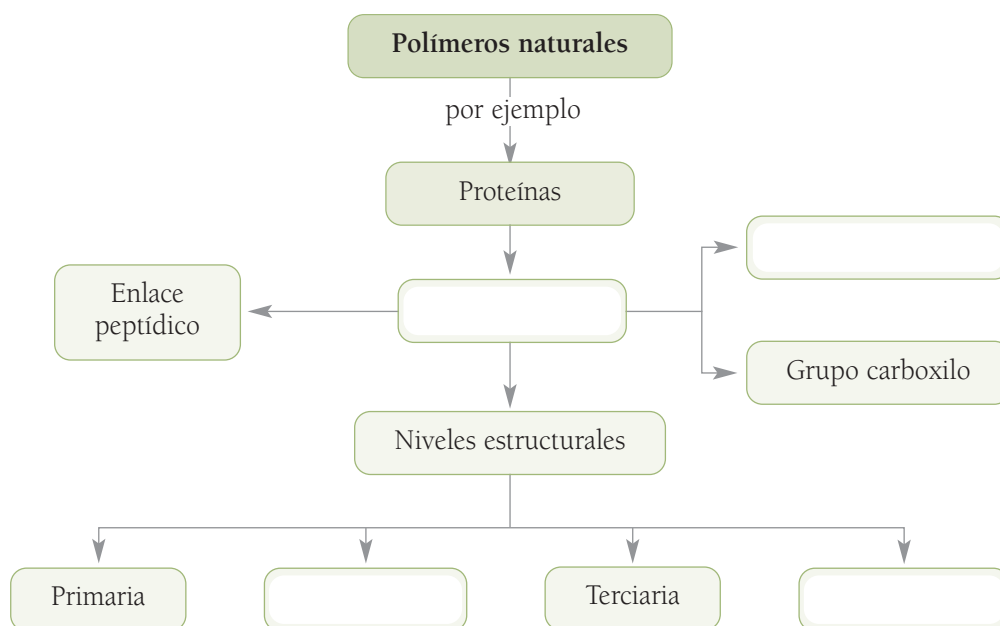 Polímeros naturales
por ejemplo
Proteínas
Enlace
peptídico
Grupo carboxilo
Niveles estructurales
Primaria
Terciaria